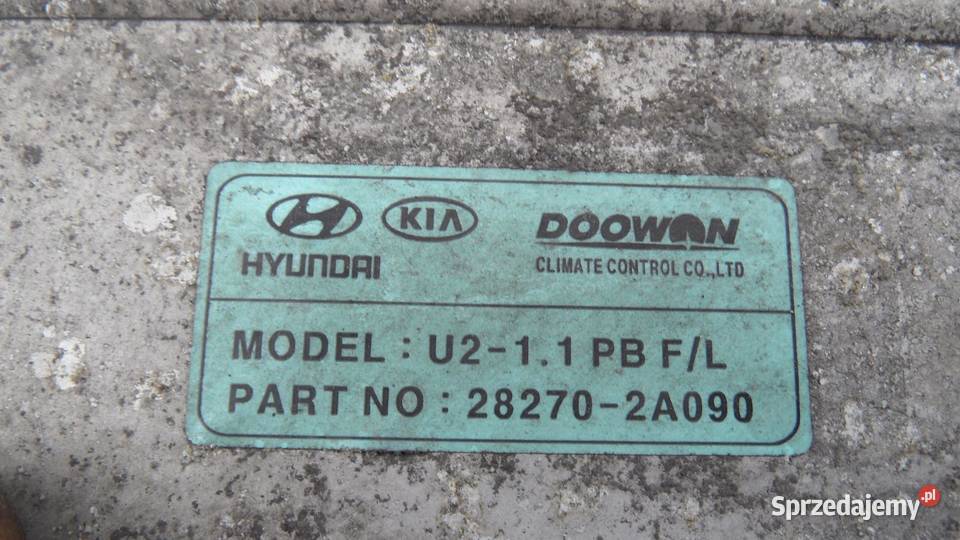 KIA
HYUNDAI
DOOWON
CLIMATE CONTROL CO.,LTD
MODEL : U2-1.1 PB F/L
PART NO : 28270-2A090
Sprzedajemy.pl